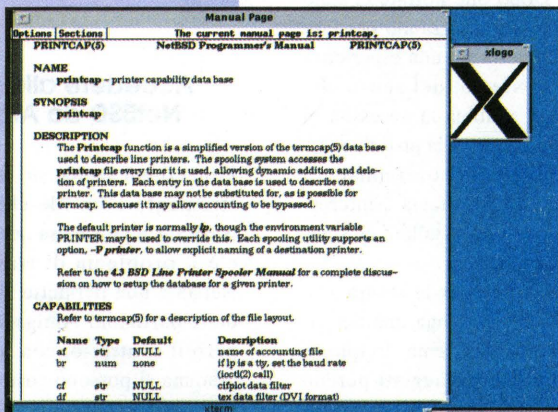 Manual Page
Options Sections The current manual page is: printcap.
PRINTCAP(5) NetBSD Programmer's Manual PRINTCAP(5)
NAME
printcap – printer capability data base
SYNOPSIS
printcap
DESCRIPTION
The Printcap function is a simplified version of the termcap(5) data base
used to describe line printers. The spooling system accesses the
printcap file every time it is used, allowing dynamic addition and dele–
tion of printers. Each entry in the data base is used to describe one
printer. This data base may not be substituted for, as is possible for
termcap, because it may allow accounting to be bypassed.
The default printer is normally lp, though the environment variable
PRINTER may be used to override this. Each spooling utility supports an
option, –P printer, to allow explicit naming of a destination printer.
Refer to the 4.3 BSD Line Printer Spooler Manual for a complete discus–
sion on how to setup the database for a given printer.
CAPABILITIES
Refer to termcap(5) for a description of the file layout.
Name Type Default Description
af str NULL name of accounting file
br num none if lp is a tty, set the baud rate
(ioctl(2) call)
cf str NULL cifplot data filter
df str NULL tex data filter (DVI format)
xterm
xlogo